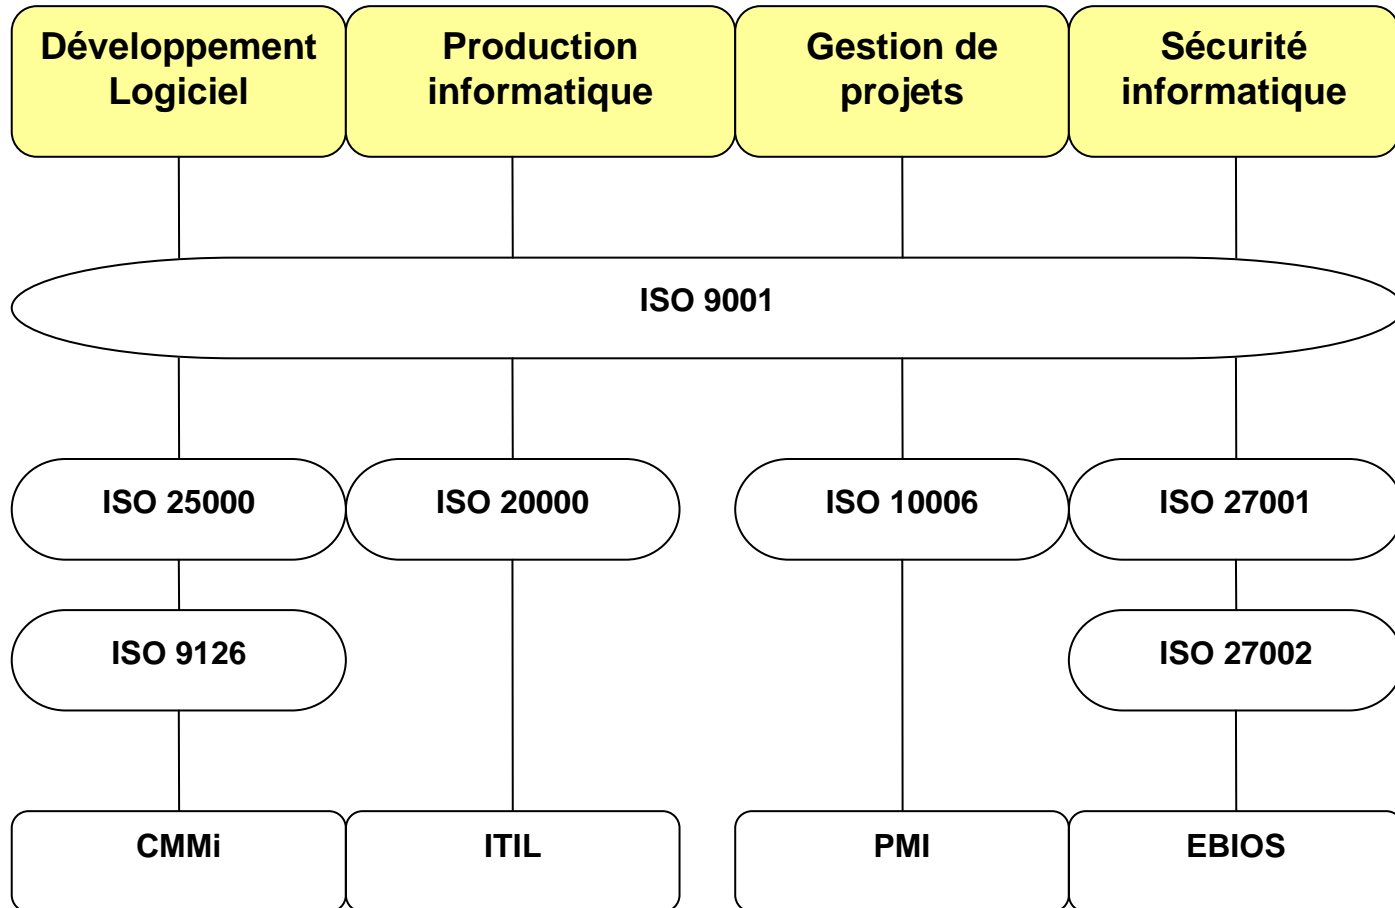 Développement
Logiciel
Production
informatique
Gestion de
projets
Sécurité
informatique
ISO 9001
ISO 25000
ISO 20000
ISO 10006
ISO 27001
ISO 9126
ISO 27002
CMMi
ITIL
PMI
EBIOS